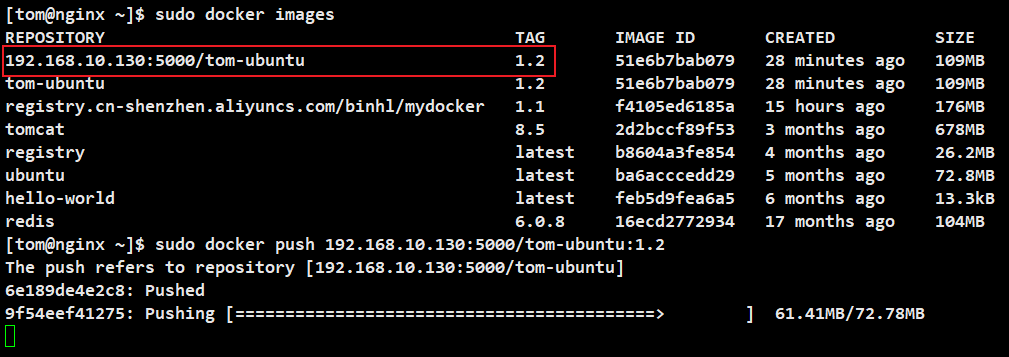 [tom@nginx ~]$ sudo docker images
REPOSITORY TAG IMAGE ID CREATED SIZE
192.168.10.130:5000/tom-ubuntu 1.2 51e6b7bab079 28 minutes ago 109MB
tom-ubuntu 1.2 51e6b7bab079 28 minutes ago 109MB
registry.cn-shenzhen.aliyuncs.com/binhl/mydocker 1.1 f4105ed6185a 15 hours ago 176MB
tomcat 8.5 2d2bccf89f53 3 months ago 678MB
registry latest b8604a3fe854 4 months ago 26.2MB
ubuntu latest ba6acccedd29 5 months ago 72.8MB
hello-world latest feb5d9fea6a5 6 months ago 13.3kB
redis 6.0.8 16ecd2772934 17 months ago 104MB
[tom@nginx ~]$ sudo docker push 192.168.10.130:5000/tom-ubuntu:1.2
The push refers to repository [192.168.10.130:5000/tom-ubuntu]
6e189de4e2c8: Pushed
9f54eef41275: Pushing [==========================================>        ] 61.41MB/72.78MB